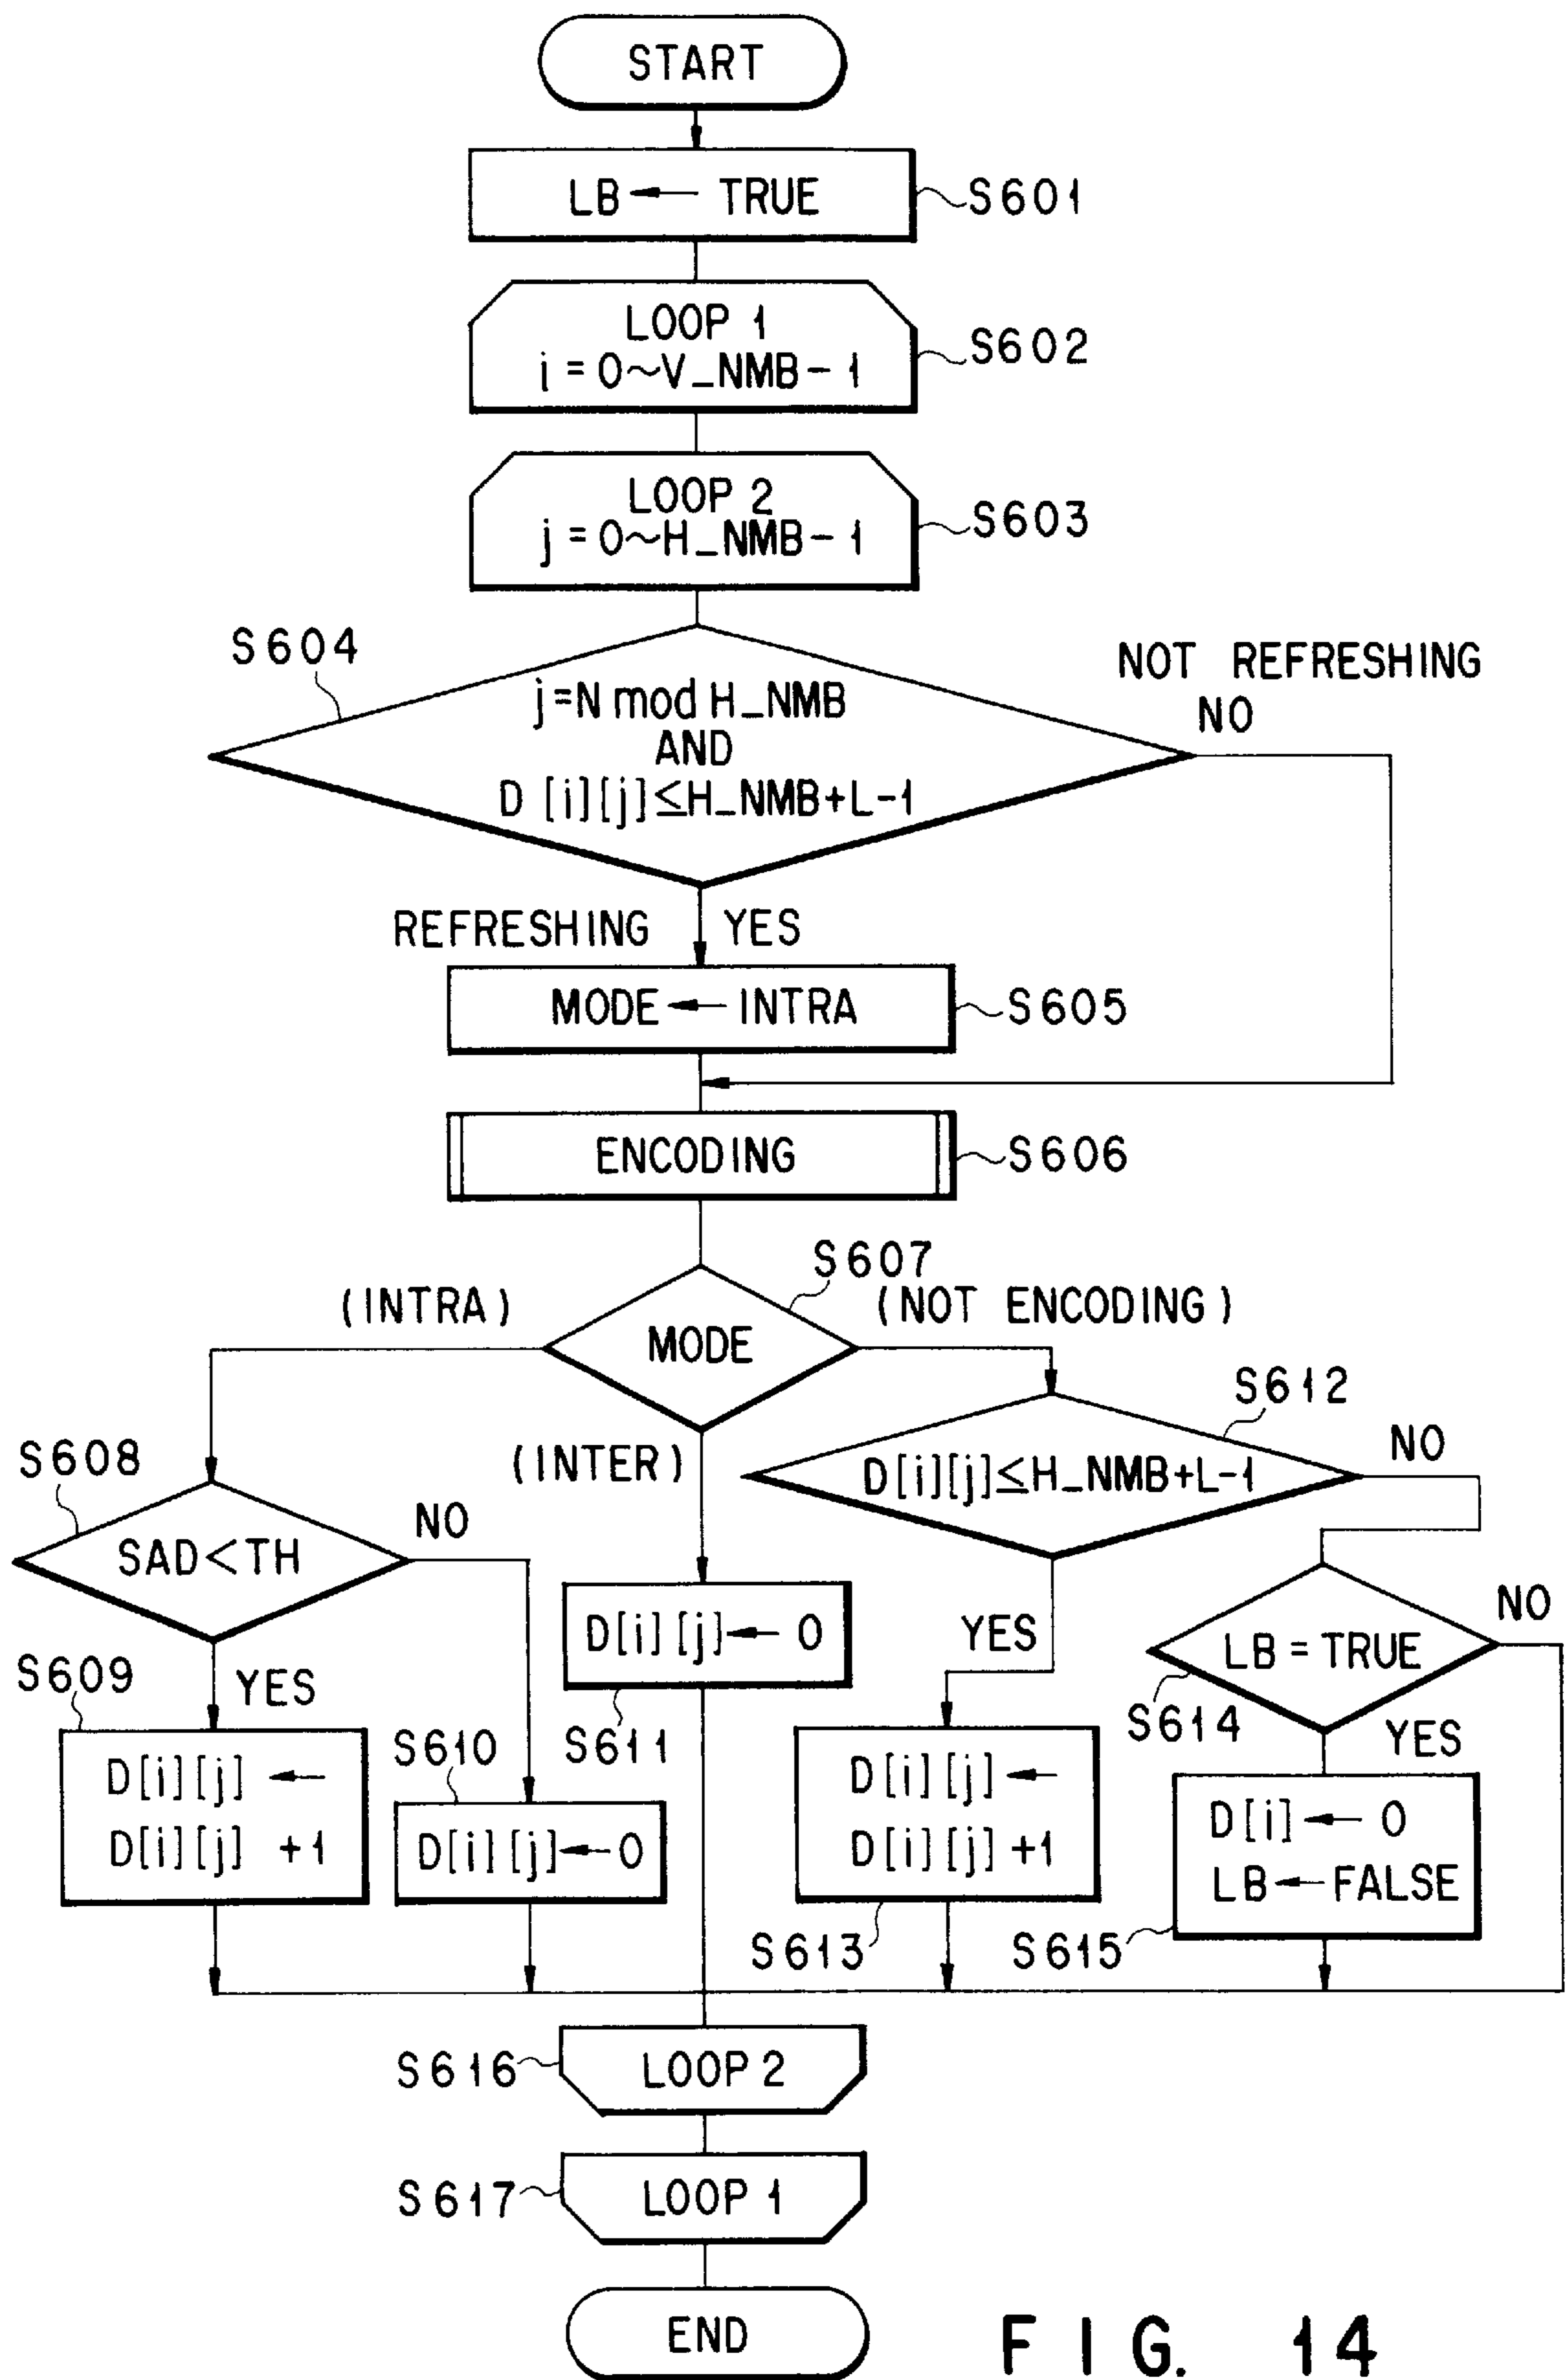 START
LB ← TRUE
S601
LOOP 1
i = 0~V_NMB-1
S602
LOOP 2
j = 0~H_NMB-1
S603
S604
j=N mod H_NMB
AND
D [i][j]≤H_NMB+L-1
NOT REFRESHING
NO
REFRESHING YES
MODE ← INTRA
S605
ENCODING
S606
S607
(INTRA)
MODE
(NOT ENCODING)
(INTER)
S612
D[i][j]≤H_NMB+L-1
NO
S608
SAD<TH
NO
YES
S609
D[i][j] ←
D[i][j] +1
S610
D[i][j]← 0
D[i][j]← 0
S611
YES
D[i][j] ←
D[i][j] +1
S613
LB = TRUE
NO
S614
YES
D[i] ← 0
LB ← FALSE
S615
S616
LOOP 2
S617
LOOP 1
END
FIG. 14